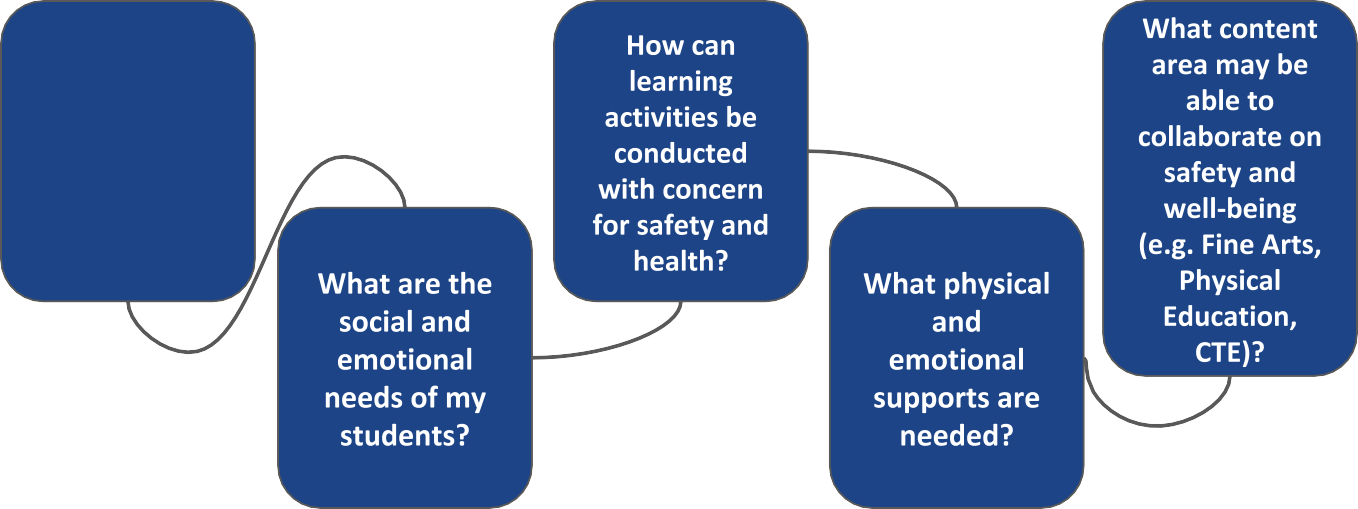 What are the
social and
emotional
needs of my
students?
How can
learning
activities be
conducted
with concern
for safety and
health?
What physical
and
emotional
supports are
needed?
What content
area may be
able to
collaborate on
safety and
well-being
(e.g. Fine Arts,
Physical
Education,
CTE)?